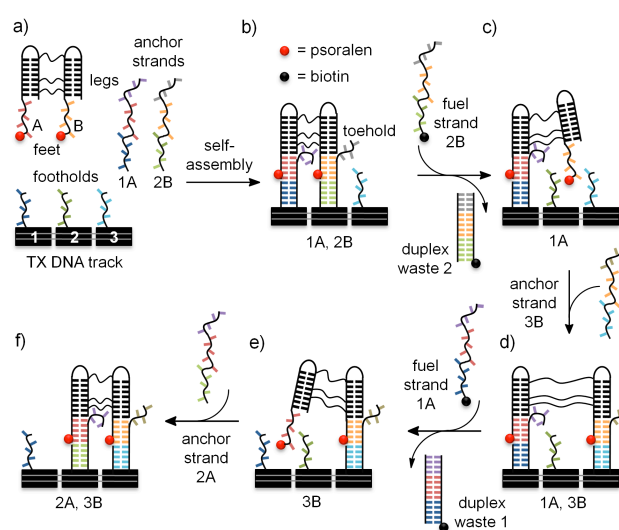 a)
anchor
strands
legs
A
B
feet
1A
2B
footholds
1
2
3
TX DNA track
self-
assembly
b)
= psoralen
= biotin
toehold
1A, 2B
fuel
strand
2B
duplex
waste 2
c)
1A
anchor
strand
3B
d)
1A, 3B
fuel
strand
1A
duplex
waste 1
e)
3B
anchor
strand
2A
f)
2A, 3B